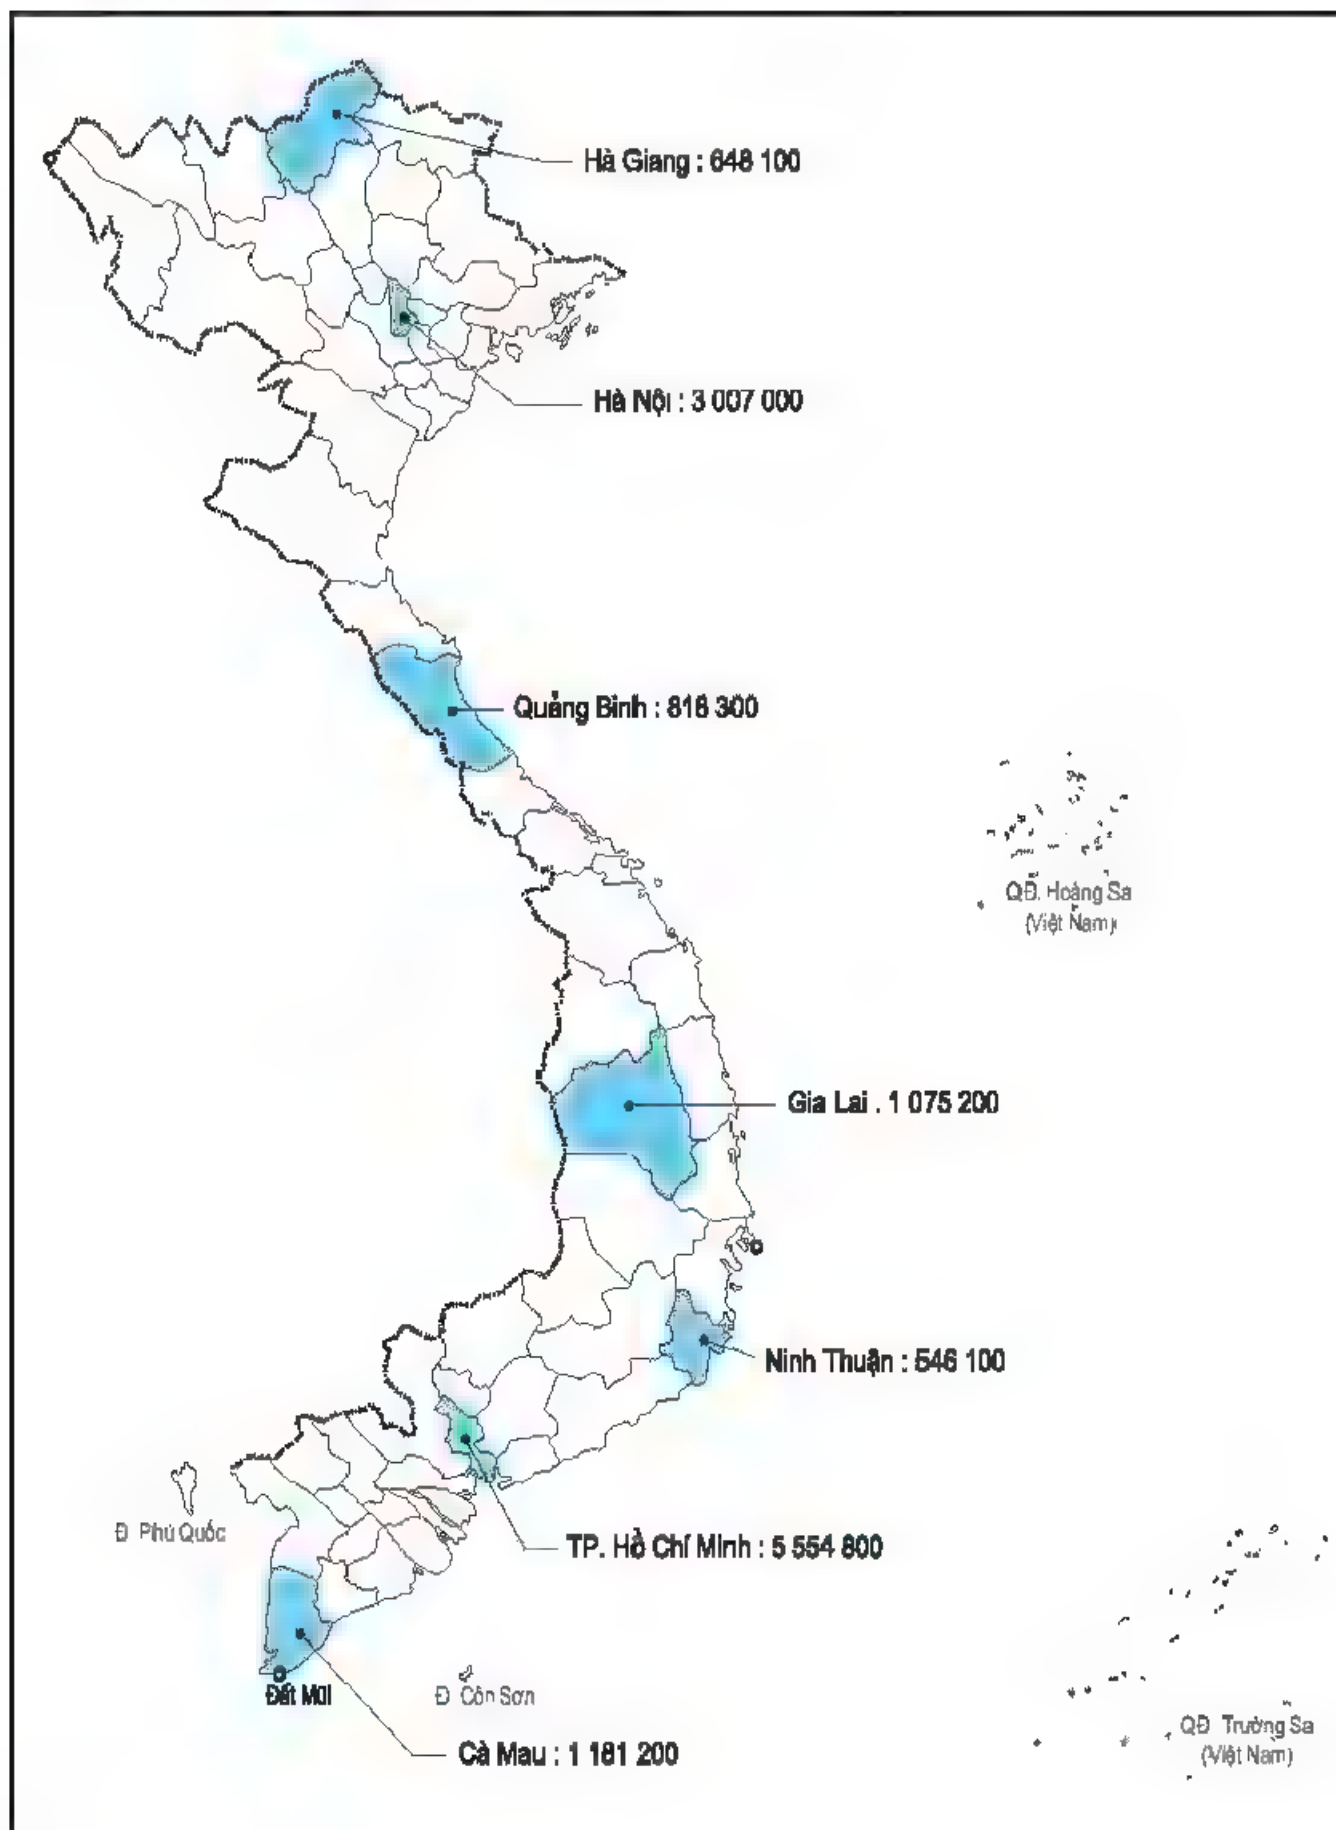 Hà Giang : 648 100
Hà Nội : 3 007 000
Quảng Bình : 818 300
QĐ. Hoàng Sa
(Việt Nam)
Gia Lai . 1 075 200
Ninh Thuận : 546 100
Đ Phú Quốc
TP. Hồ Chí Minh : 5 554 800
Đất Mũi
Đ Côn Sơn
QĐ Trường Sa
(Việt Nam)
Cà Mau : 1 181 200